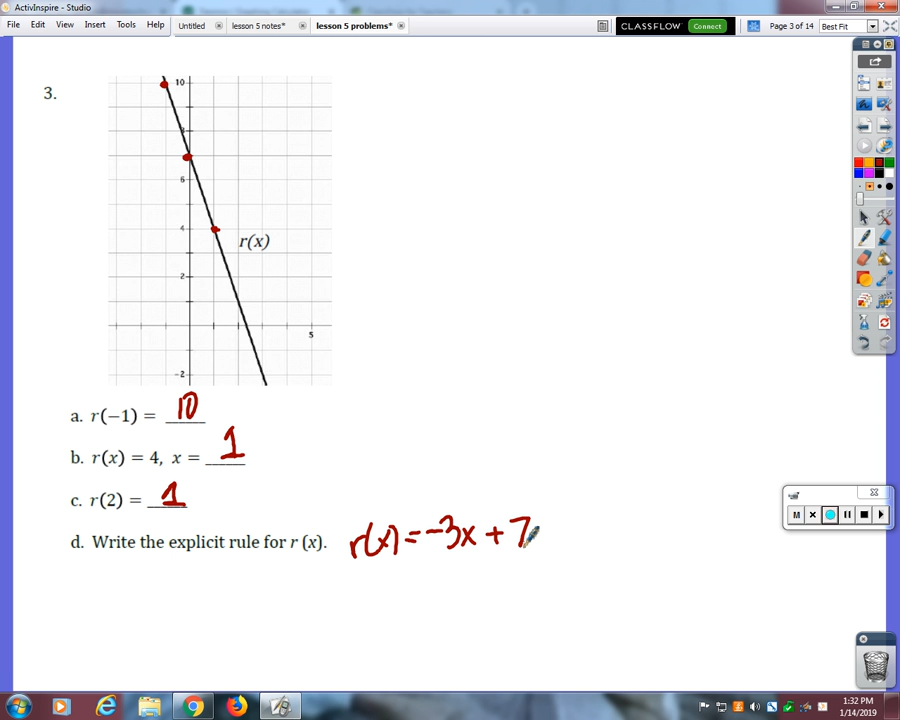 ActivInspire - Studio
File Edit View Insert Tools Help Untitled lesson 5 notes* lesson 5 problems* CLASSFLOW Connect Page 3 of 14 Best Fit
3.
10
8
6
4
r(x)
2
5
-2
a. r(−1) = 10
b. r(x) = 4, x = 1
c. r(2) = 1
d. Write the explicit rule for r (x). r(x) = -3x + 7
M
1:32 PM
1/14/2019